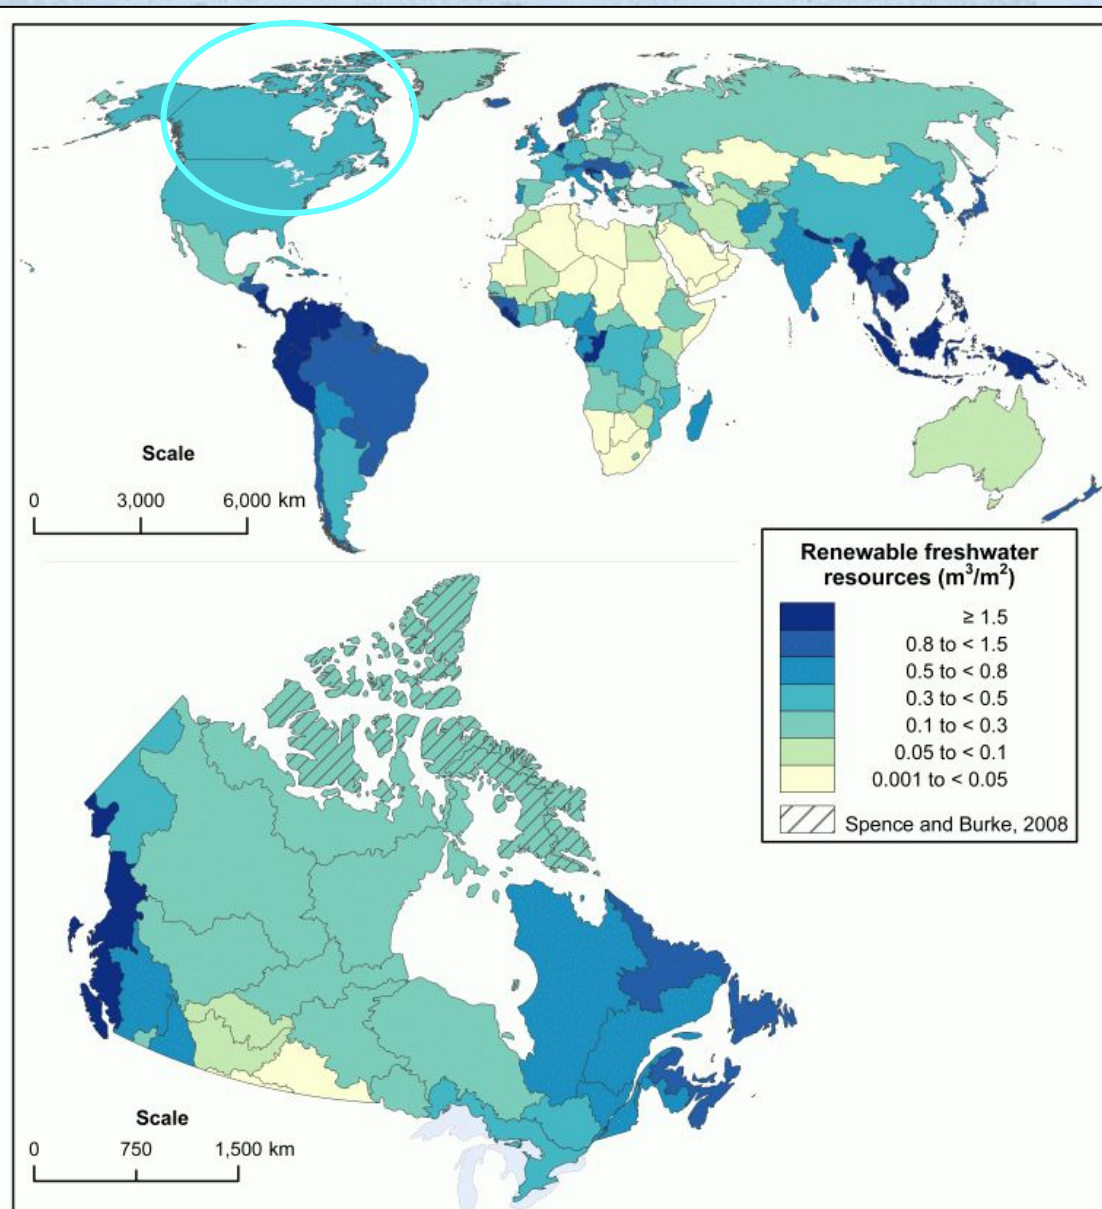 Scale
0 3,000 6,000 km
Renewable freshwater
resources (m³/m²)
≥ 1.5
0.8 to < 1.5
0.5 to < 0.8
0.3 to < 0.5
0.1 to < 0.3
0.05 to < 0.1
0.001 to < 0.05
Spence and Burke, 2008
Scale
0 750 1,500 km